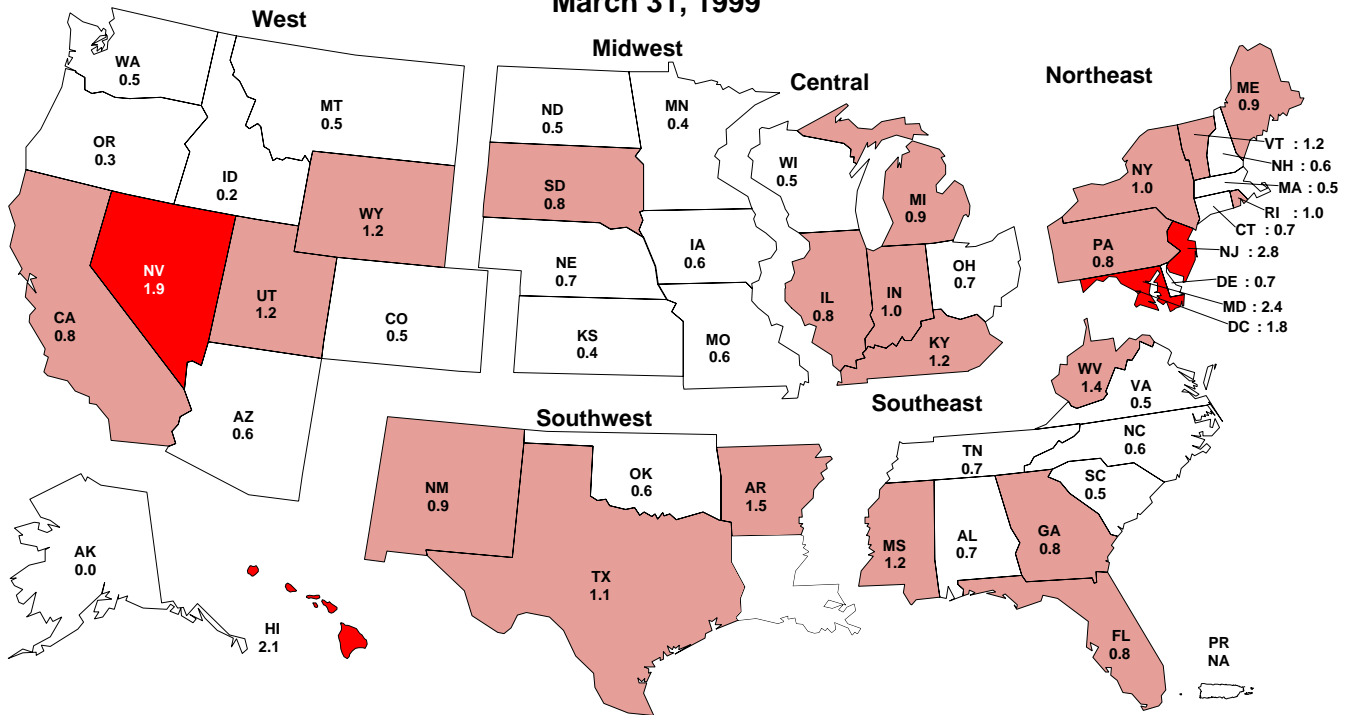 March 31, 1999
West
Midwest
Central
Northeast
WA
0.5
MT
0.5
ND
0.5
MN
0.4
OR
0.3
ID
0.2
WY
1.2
SD
0.8
WI
0.5
MI
0.9
NY
1.0
ME
0.9
VT : 1.2
NH : 0.6
MA : 0.5
RI : 1.0
CT : 0.7
NJ : 2.8
DE : 0.7
MD : 2.4
DC : 1.8
PA
0.8
NV
1.9
UT
1.2
CA
0.8
CO
0.5
NE
0.7
IA
0.6
KS
0.4
MO
0.6
IL
0.8
IN
1.0
OH
0.7
KY
1.2
WV
1.4
VA
0.5
AZ
0.6
Southwest
Southeast
NM
0.9
OK
0.6
AR
1.5
TX
1.1
TN
0.7
NC
0.6
SC
0.5
MS
1.2
AL
0.7
GA
0.8
FL
0.8
AK
0.0
HI
2.1
PR
NA